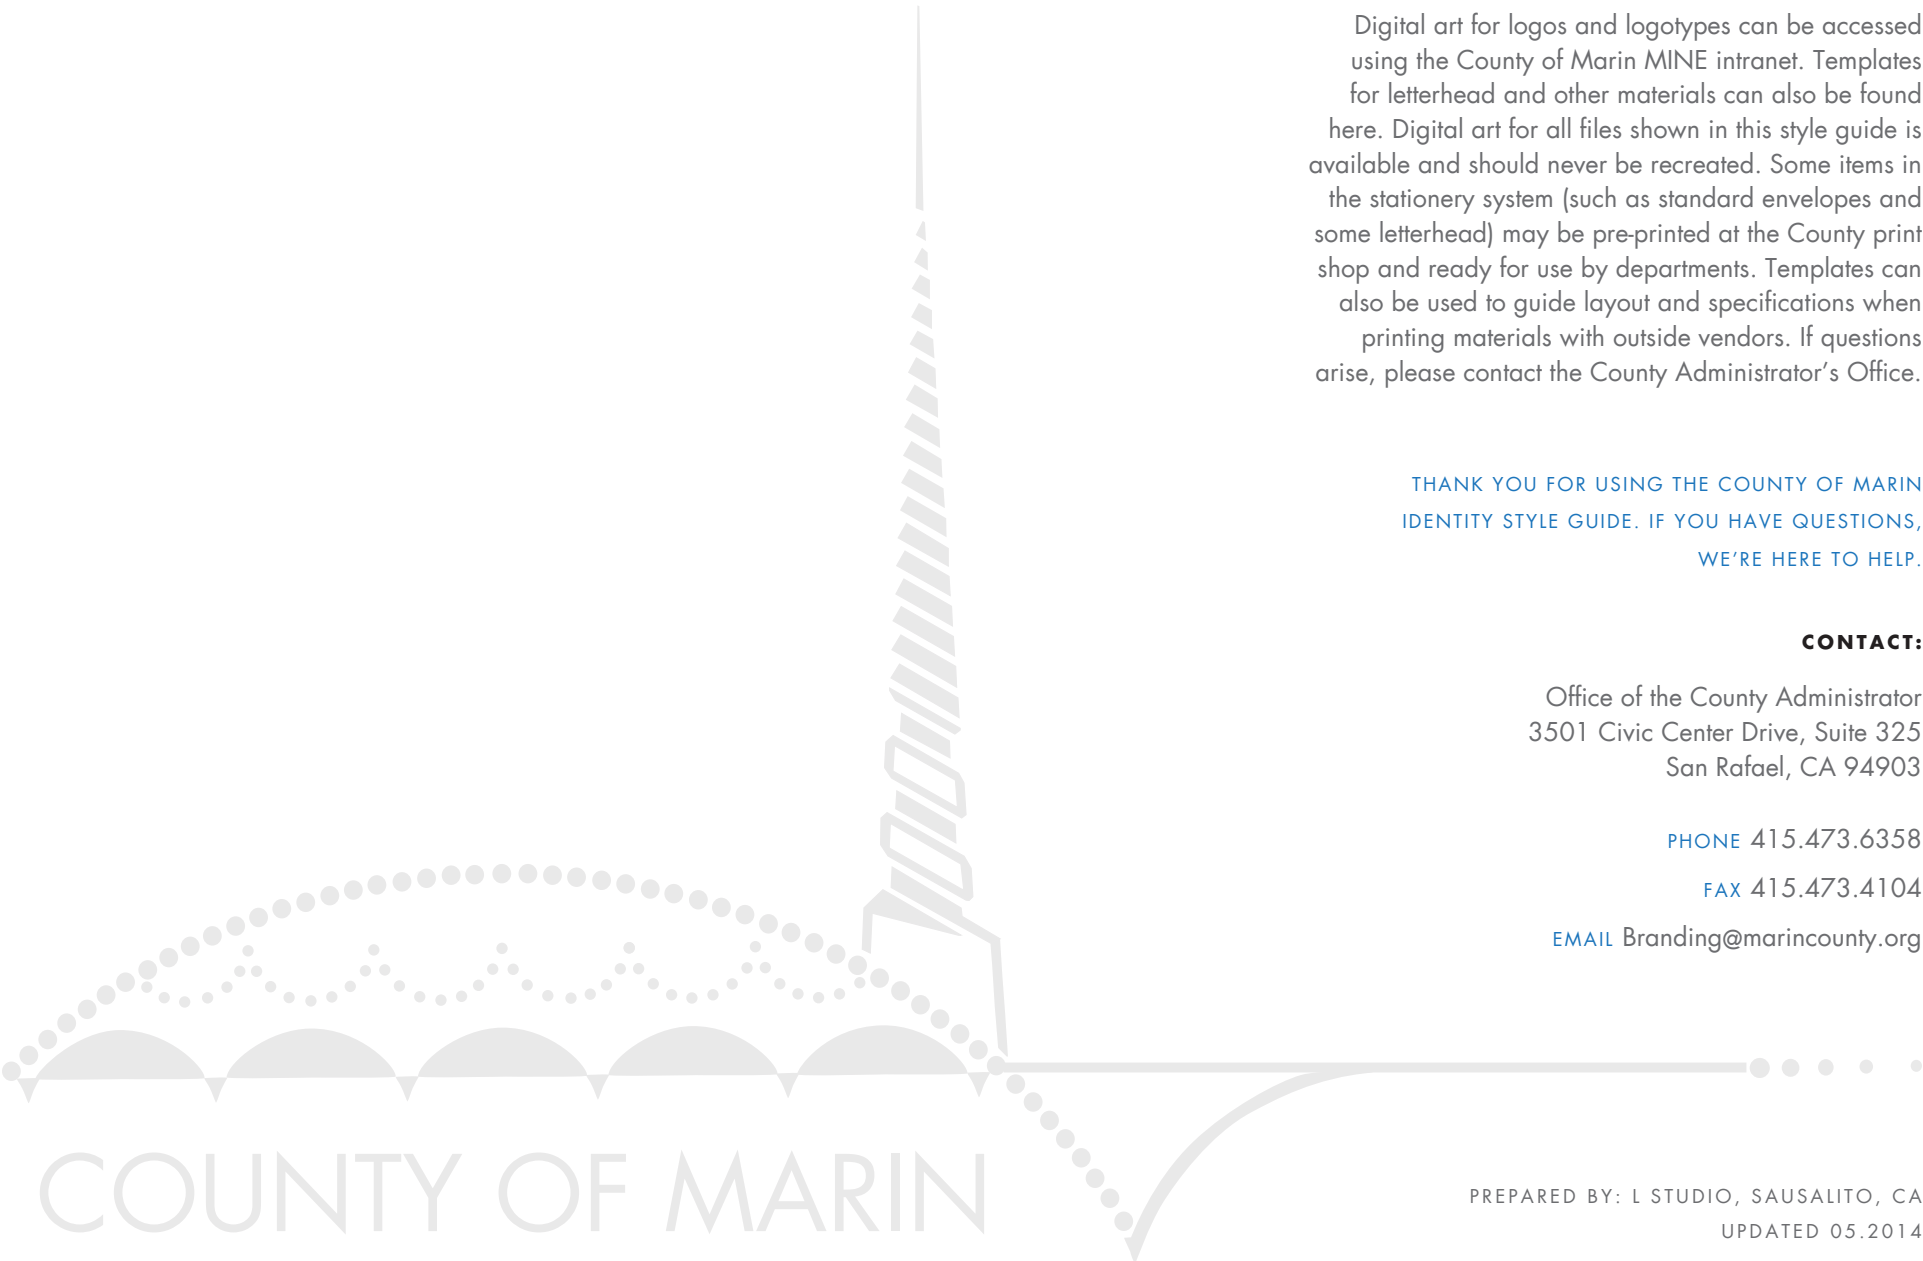 Digital art for logos and logotypes can be accessed
using the County of Marin MINE intranet. Templates
for letterhead and other materials can also be found
here. Digital art for all files shown in this style guide is
available and should never be recreated. Some items in
the stationery system (such as standard envelopes and
some letterhead) may be pre-printed at the County print
shop and ready for use by departments. Templates can
also be used to guide layout and specifications when
printing materials with outside vendors. If questions
arise, please contact the County Administrator’s Office.
THANK YOU FOR USING THE COUNTY OF MARIN
IDENTITY STYLE GUIDE. IF YOU HAVE QUESTIONS,
WE’RE HERE TO HELP.
CONTACT:
Office of the County Administrator
3501 Civic Center Drive, Suite 325
San Rafael, CA 94903
PHONE 415.473.6358
FAX 415.473.4104
EMAIL Branding@marincounty.org
COUNTY OF MARIN
PREPARED BY: L STUDIO, SAUSALITO, CA
UPDATED 05.2014